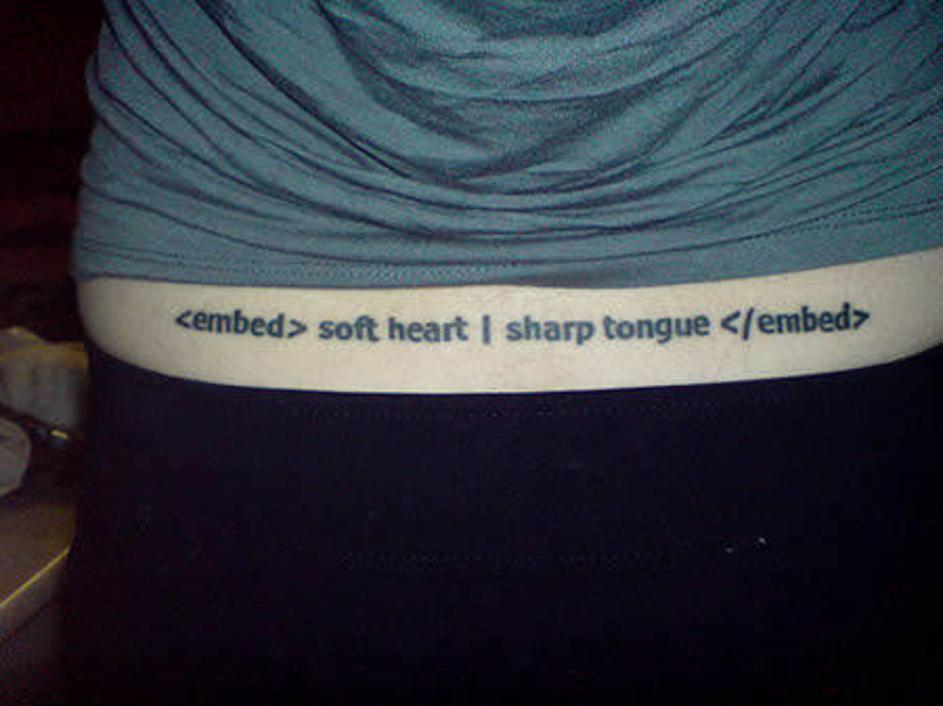 <embed> soft heart | sharp tongue </embed>